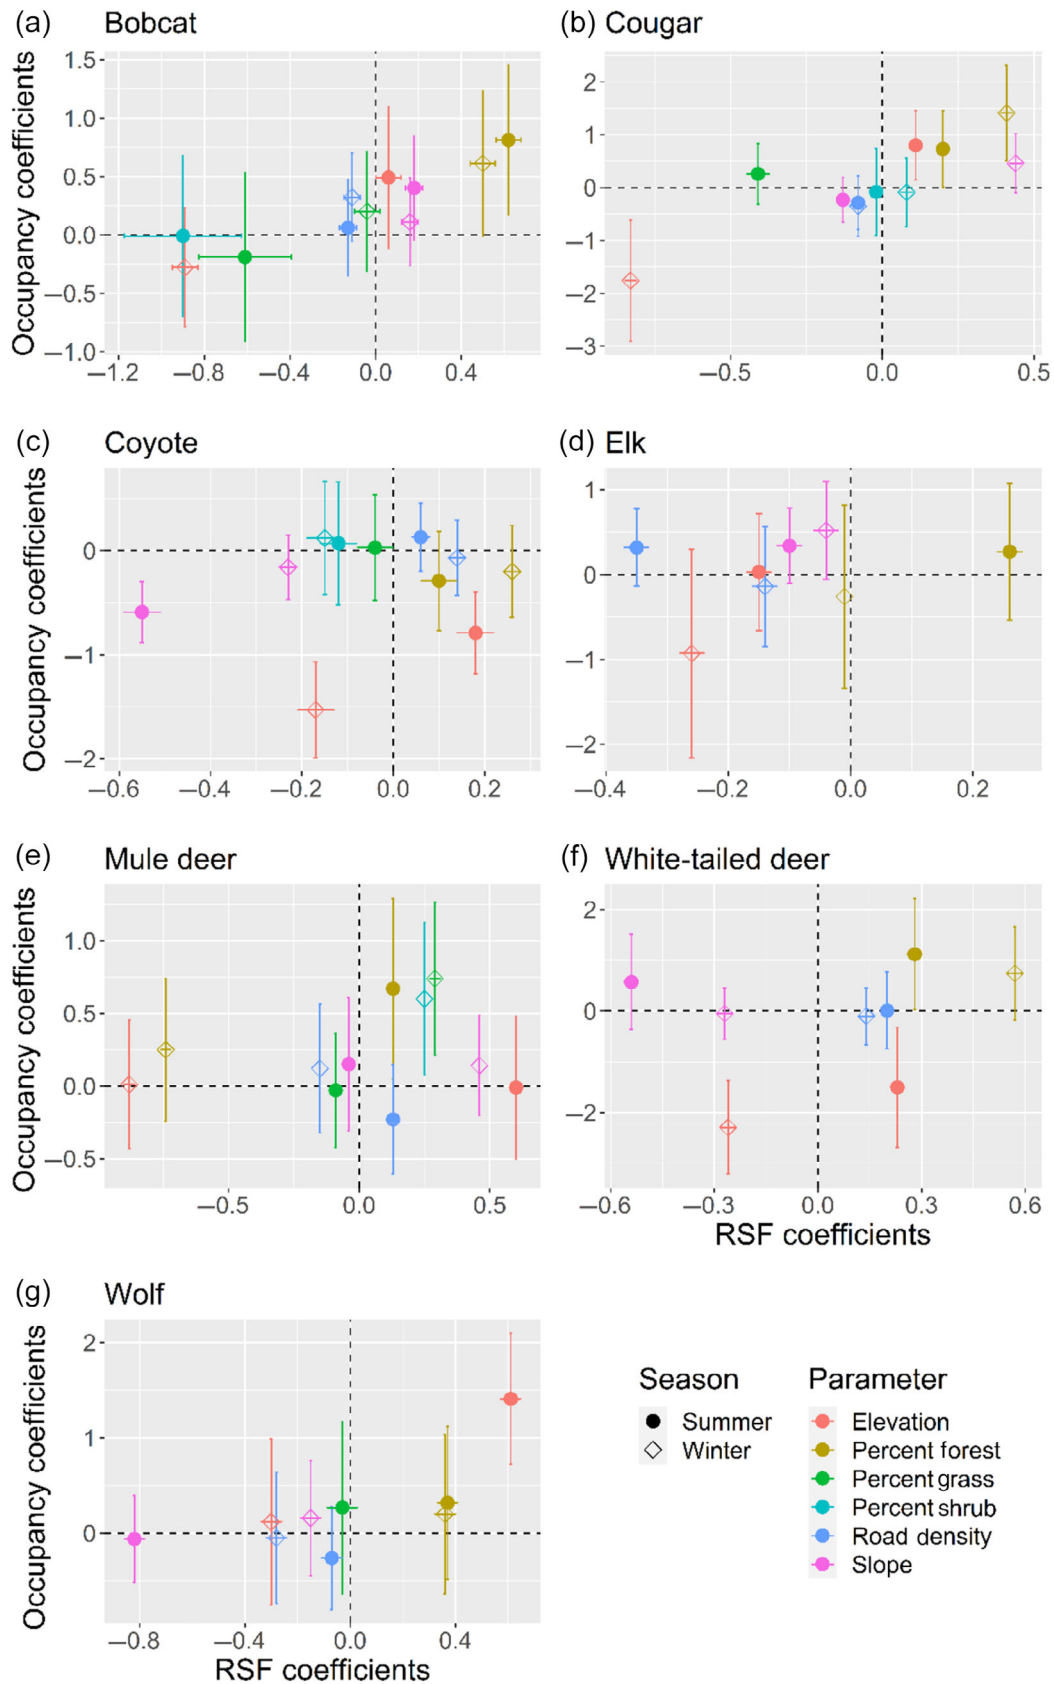 (a) Bobcat
(b) Cougar
Occupancy coefficients
1.5
1.0
0.5
0.0
−0.5
−1.0
−1.2 −0.8 −0.4 0.0 0.4
2
1
0
−1
−2
−3
−0.5 0.0 0.5
(c) Coyote
(d) Elk
Occupancy coefficients
0
−1
−2
−0.6 −0.4 −0.2 0.0 0.2
1
0
−1
−2
−0.4 −0.2 0.0 0.2
(e) Mule deer
(f) White-tailed deer
Occupancy coefficients
1.0
0.5
0.0
−0.5
−0.5 0.0 0.5
2
0
−2
−0.6 −0.3 0.0 0.3 0.6
RSF coefficients
(g) Wolf
Occupancy coefficients
2
1
0
−0.8 −0.4 0.0 0.4
RSF coefficients
Season
Summer
Winter
Parameter
Elevation
Percent forest
Percent grass
Percent shrub
Road density
Slope